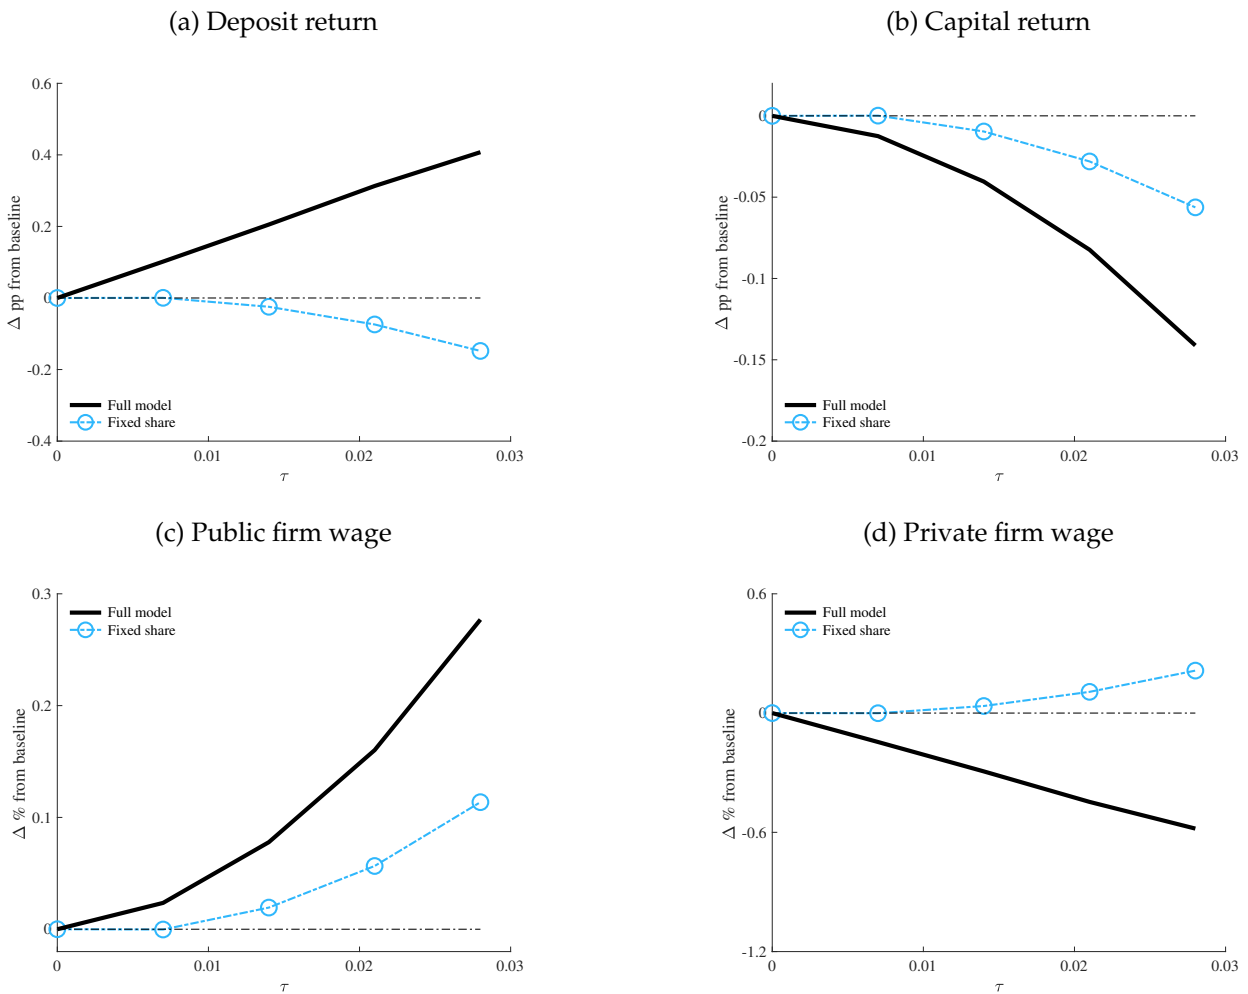 (a) Deposit return
0.6
0.4
0.2
0
-0.2
-0.4
Δ pp from baseline
Full model
Fixed share
0
0.01
0.02
0.03
τ
(b) Capital return
0
-0.05
-0.1
-0.15
-0.2
Δ pp from baseline
Full model
Fixed share
0
0.01
0.02
0.03
τ
(c) Public firm wage
0.3
0.2
0.1
0
Δ % from baseline
Full model
Fixed share
0
0.01
0.02
0.03
τ
(d) Private firm wage
0.6
0
-0.6
-1.2
Δ % from baseline
Full model
Fixed share
0
0.01
0.02
0.03
τ